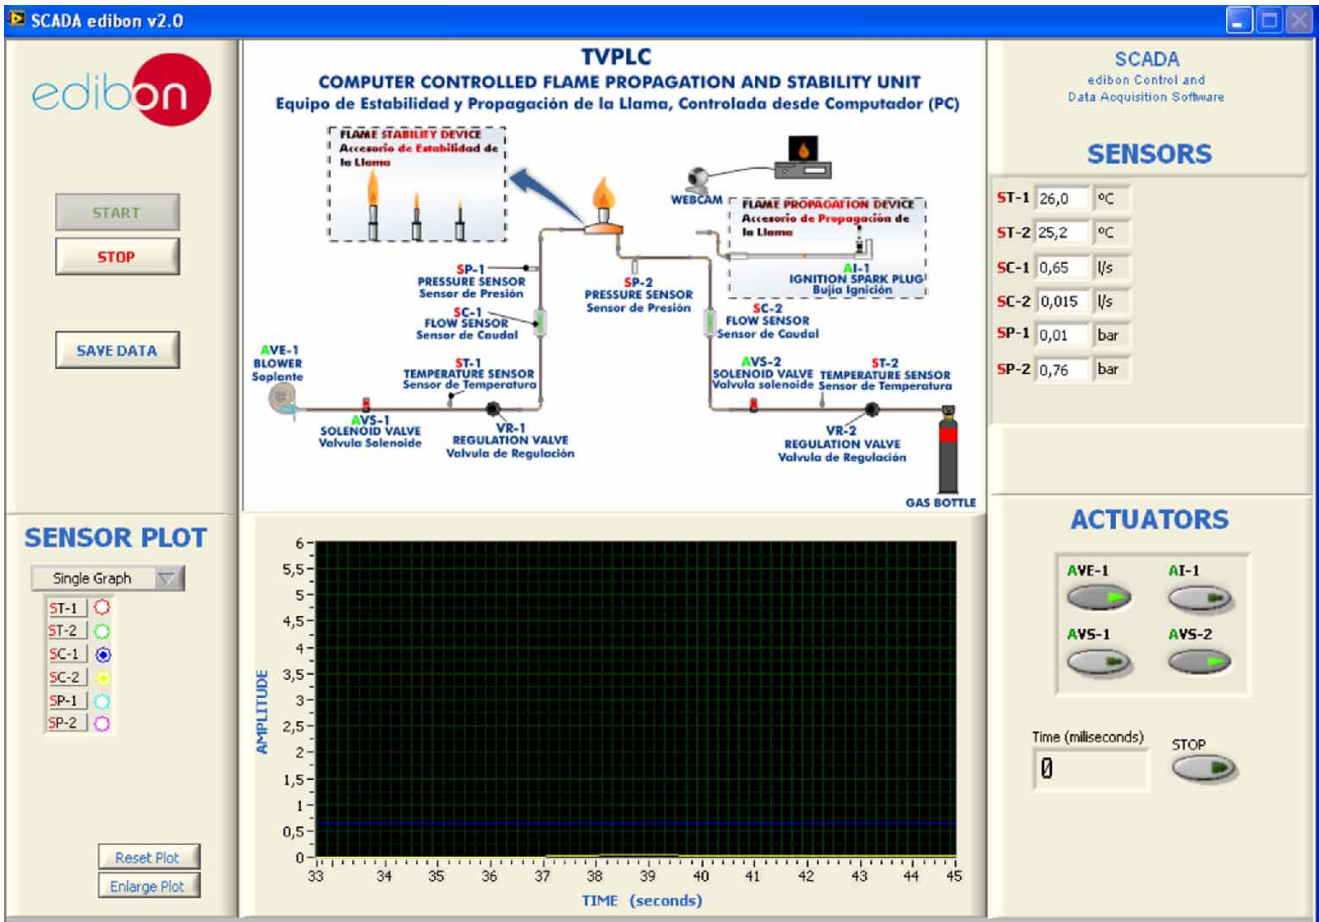 SCADA edibon v2.0
edibon
START
STOP
SAVE DATA
TVPLC
COMPUTER CONTROLLED FLAME PROPAGATION AND STABILITY UNIT
Equipo de Estabilidad y Propagación de la Llama, Controlada desde Computador (PC)
FLAME STABILITY DEVICE
Accesorio de Estabilidad de
la Llama
WEBCAM
FLAME PROPAGATION DEVICE
Accesorio de Propagación de
la Llama
AI-1
IGNITION SPARK PLUG
Bujia Ignición
SP-1
PRESSURE SENSOR
Sensor de Presión
SP-2
PRESSURE SENSOR
Sensor de Presión
SC-1
FLOW SENSOR
Sensor de Caudal
SC-2
FLOW SENSOR
Sensor de Caudal
AVE-1
BLOWER
Soplante
ST-1
TEMPERATURE SENSOR
Sensor de Temperatura
AVS-2
SOLENOID VALVE
Valvula solenoide
ST-2
TEMPERATURE SENSOR
Sensor de Temperatura
AVS-1
SOLENOID VALVE
Valvula Solenoide
VR-1
REGULATION VALVE
Valvula de Regulación
VR-2
REGULATION VALVE
Valvula de Regulación
GAS BOTTLE
SCADA
edibon Control and
Data Acquisition Software
SENSORS
ST-1 26,0 ºC
ST-2 25,2 ºC
SC-1 0,65 l/s
SC-2 0,015 l/s
SP-1 0,01 bar
SP-2 0,76 bar
SENSOR PLOT
Single Graph
ST-1
ST-2
SC-1
SC-2
SP-1
SP-2
Reset Plot
Enlarge Plot
AMPLITUDE
6
5,5
5
4,5
4
3,5
3
2,5
2
1,5
1
0,5
0
33 34 35 36 37 38 39 40 41 42 43 44 45
TIME (seconds)
ACTUATORS
AVE-1 AI-1
AVS-1 AVS-2
Time (miliseconds)
0
STOP